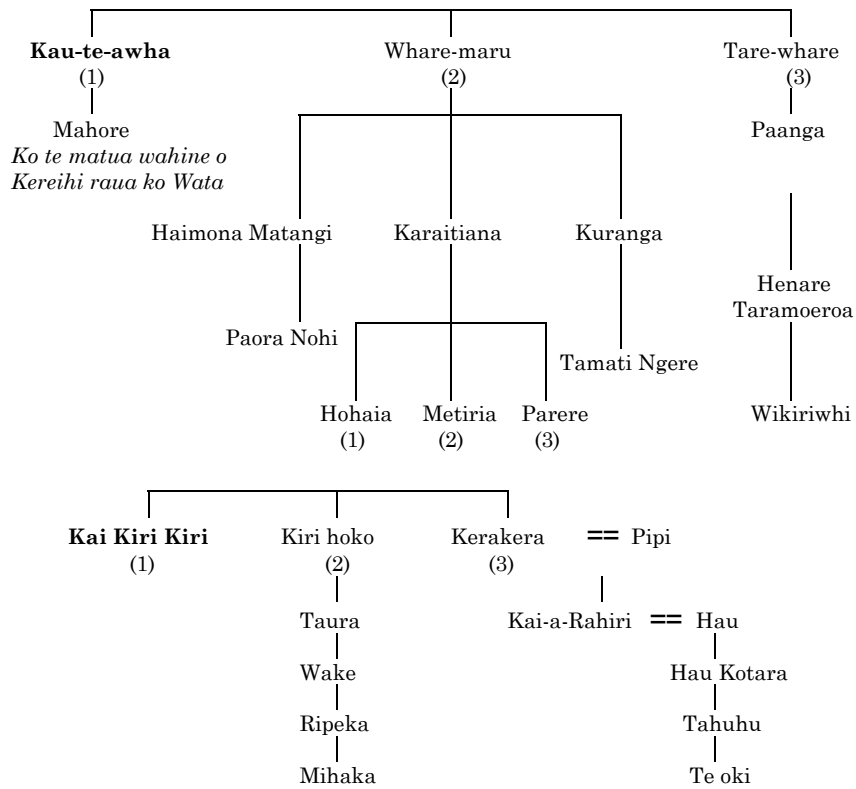 Kau-te-awha Whare-maru Tare-whare
(1) (2) (3)
Mahore Paanga
Ko te matua wahine o
Kereihi raua ko Wata
Haimona Matangi Karaitiana Kuranga
Henare
Taramoeroa
Paora Nohi
Tamati Ngere
Hohaia Metiria Parere Wikiriwhi
(1) (2) (3)
Kai Kiri Kiri Kiri hoko Kerakera == Pipi
(1) (2) (3)
Taura Kai-a-Rahiri == Hau
Wake Hau Kotara
Ripeka Tahuhu
Mihaka Te oki